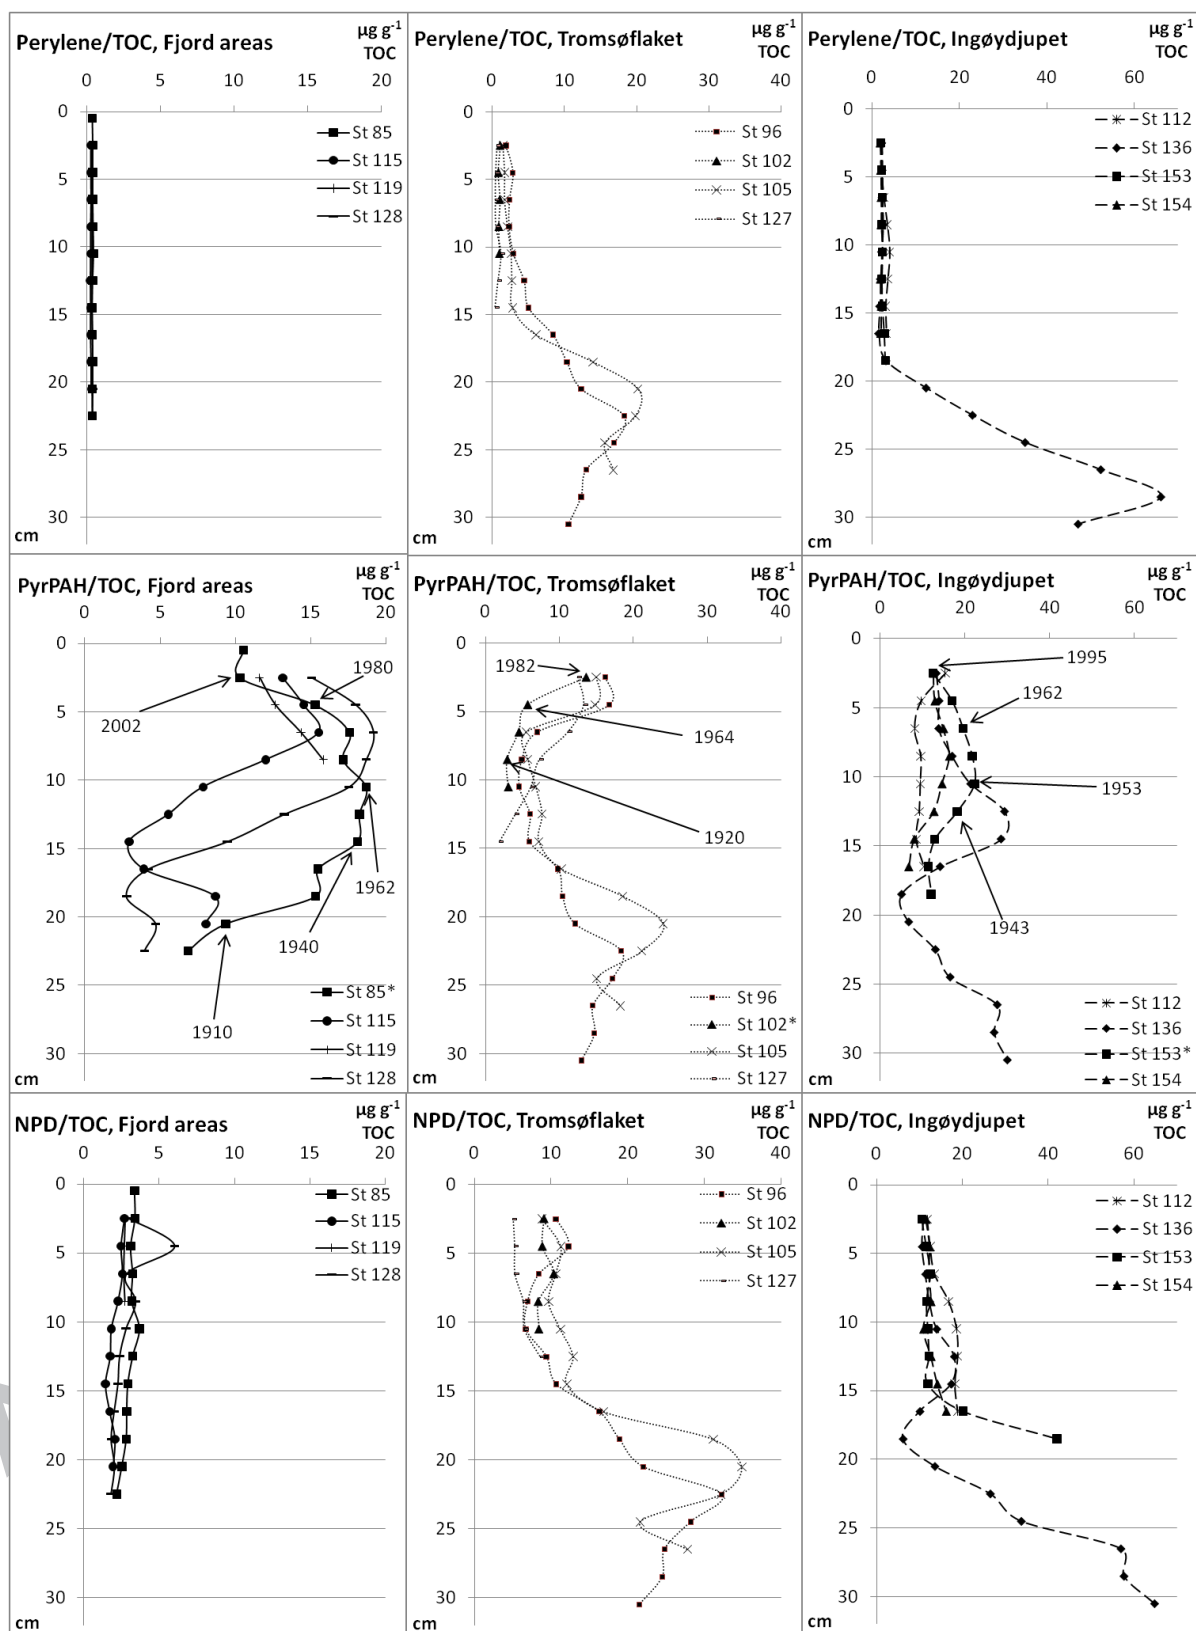 Perylene/TOC, Fjord areas
µg g-1
TOC
0 5 10 15 20
0
5
10
15
20
25
30
cm
St 85
St 115
St 119
St 128
Perylene/TOC, Tromsøflaket
µg g-1
TOC
0 10 20 30 40
0
5
10
15
20
25
30
cm
St 96
St 102
St 105
St 127
Perylene/TOC, Ingøydjupet
µg g-1
TOC
0 20 40 60
0
5
10
15
20
25
30
cm
St 112
St 136
St 153
St 154
PyrPAH/TOC, Fjord areas
µg g-1
TOC
0 5 10 15 20
0
5
10
15
20
25
30
cm
1980
2002
1962
1940
1910
St 85*
St 115
St 119
St 128
PyrPAH/TOC, Tromsøflaket
µg g-1
TOC
0 10 20 30 40
0
5
10
15
20
25
30
cm
1982
1964
1920
St 96
St 102*
St 105
St 127
PyrPAH/TOC, Ingøydjupet
µg g-1
TOC
0 20 40 60
0
5
10
15
20
25
30
cm
1995
1962
1953
1943
St 112
St 136
St 153*
St 154
NPD/TOC, Fjord areas
µg g-1
TOC
0 5 10 15 20
0
5
10
15
20
25
30
cm
St 85
St 115
St 119
St 128
NPD/TOC, Tromsøflaket
µg g-1
TOC
0 10 20 30 40
0
5
10
15
20
25
30
cm
St 96
St 102
St 105
St 127
NPD/TOC, Ingøydjupet
µg g-1
TOC
0 20 40 60
0
5
10
15
20
25
30
cm
St 112
St 136
St 153
St 154